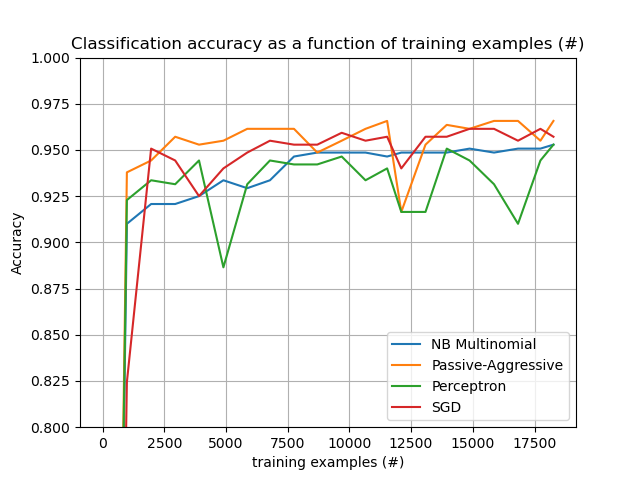 Classification accuracy as a function of training examples (#)
1.000
0.975
0.950
0.925
0.900
0.875
0.850
0.825
0.800
Accuracy
NB Multinomial
Passive-Aggressive
Perceptron
SGD
0 2500 5000 7500 10000 12500 15000 17500
training examples (#)